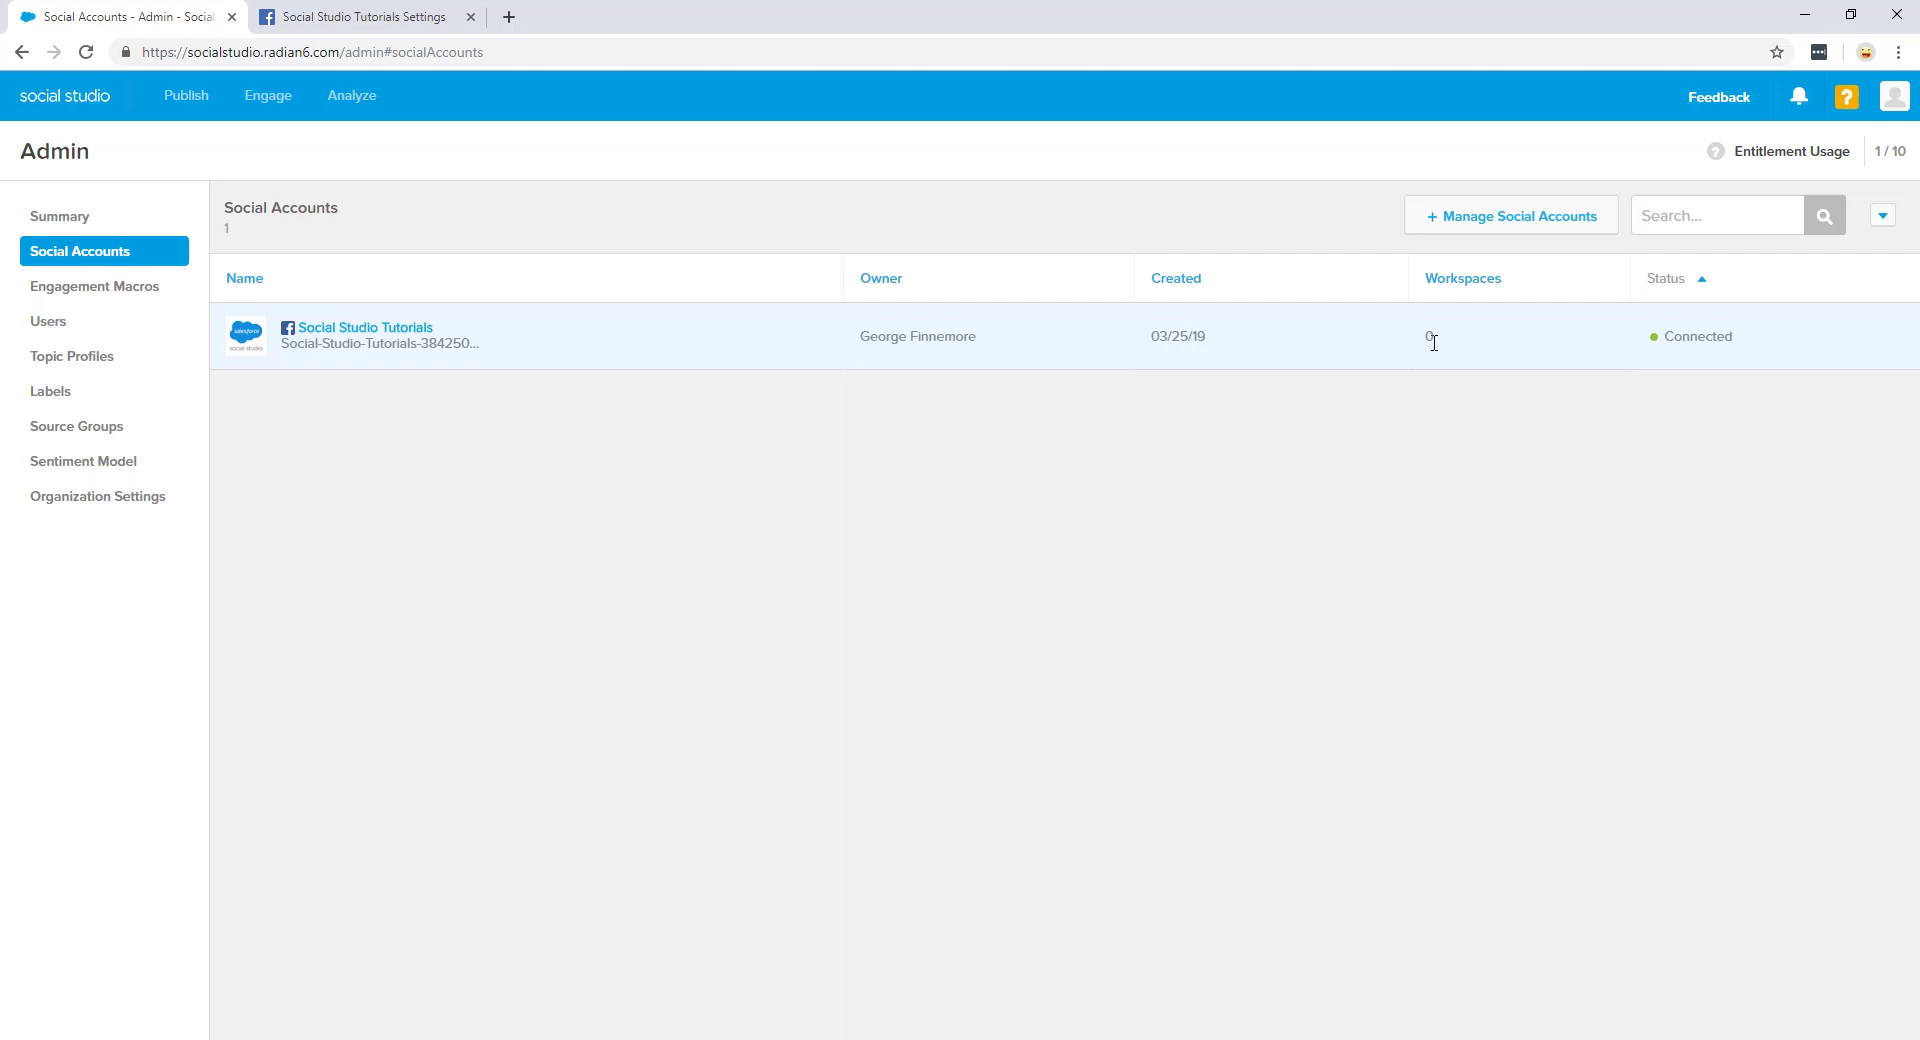 Social Accounts - Admin - Social
Social Studio Tutorials Settings
https://socialstudio.radian6.com/admin#socialAccounts
social studio
Publish
Engage
Analyze
Feedback
?
Admin
? Entitlement Usage
1 / 10
Summary
Social Accounts
Engagement Macros
Users
Topic Profiles
Labels
Source Groups
Sentiment Model
Organization Settings
Social Accounts
1
+ Manage Social Accounts
Search...
Name
Owner
Created
Workspaces
Status
salesforce
social studio
Social Studio Tutorials
Social-Studio-Tutorials-384250...
George Finnemore
03/25/19
0
Connected